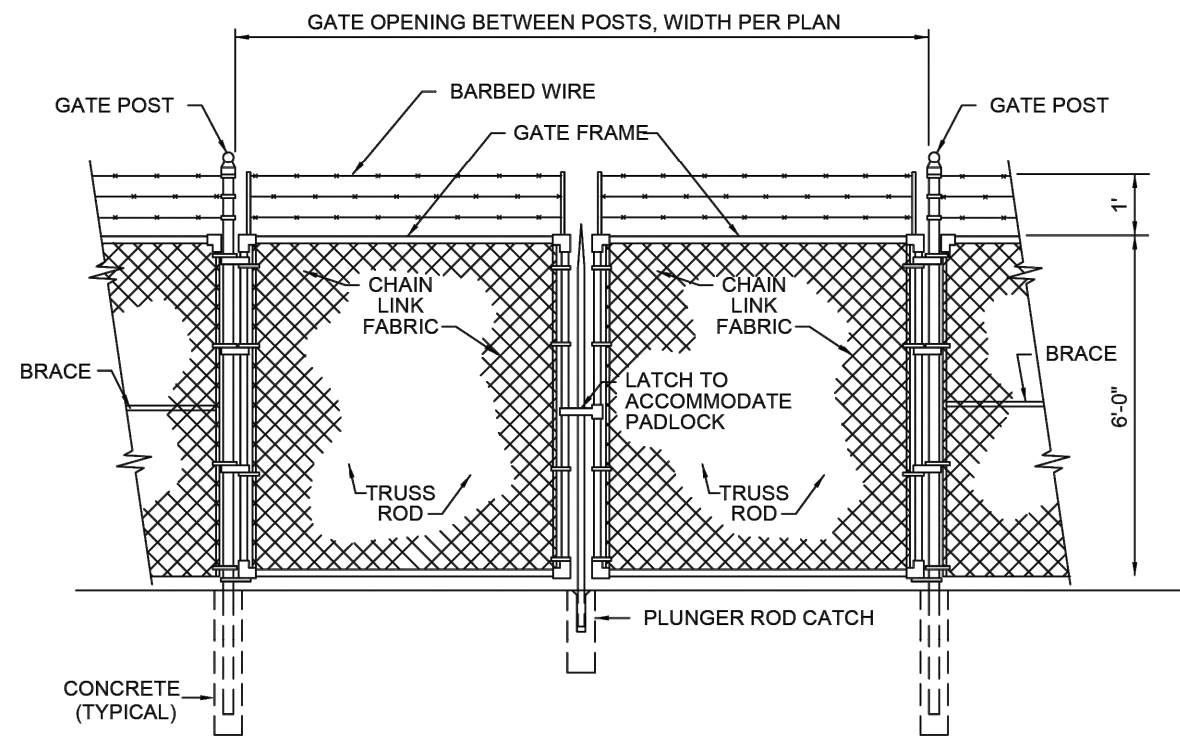 GATE OPENING BETWEEN POSTS, WIDTH PER PLAN
GATE POST
BARBED WIRE
GATE POST
GATE FRAME
1'
CHAIN
LINK
FABRIC
CHAIN
LINK
FABRIC
BRACE
BRACE
LATCH TO
ACCOMMODATE
PADLOCK
6'-0"
TRUSS
ROD
TRUSS
ROD
PLUNGER ROD CATCH
CONCRETE
(TYPICAL)